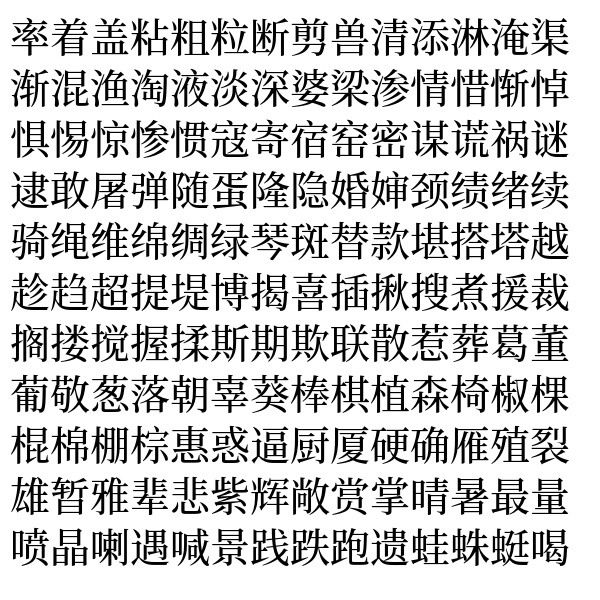 率着盖粘粗粒断剪兽清添淋淹渠
渐混渔淘液淡深婆梁渗情惜惭悼
惧惕惊惨惯寇寄宿窑密谋谎祸谜
逮敢屠弹随蛋隆隐婚婶颈绩绪续
骑绳维绵绸绿琴斑替款堪搭塔越
趁趋超提堤博揭喜插揪搜煮援裁
搁搂搅握揉斯期欺联散惹葬葛董
葡敬葱落朝辜葵棒棋植森椅椒棵
棍棉棚棕惠惑逼厨厦硬确雁殖裂
雄暂雅辈悲紫辉敞赏掌晴暑最量
喷晶喇遇喊景践跌跑遗蛙蛛蜓喝